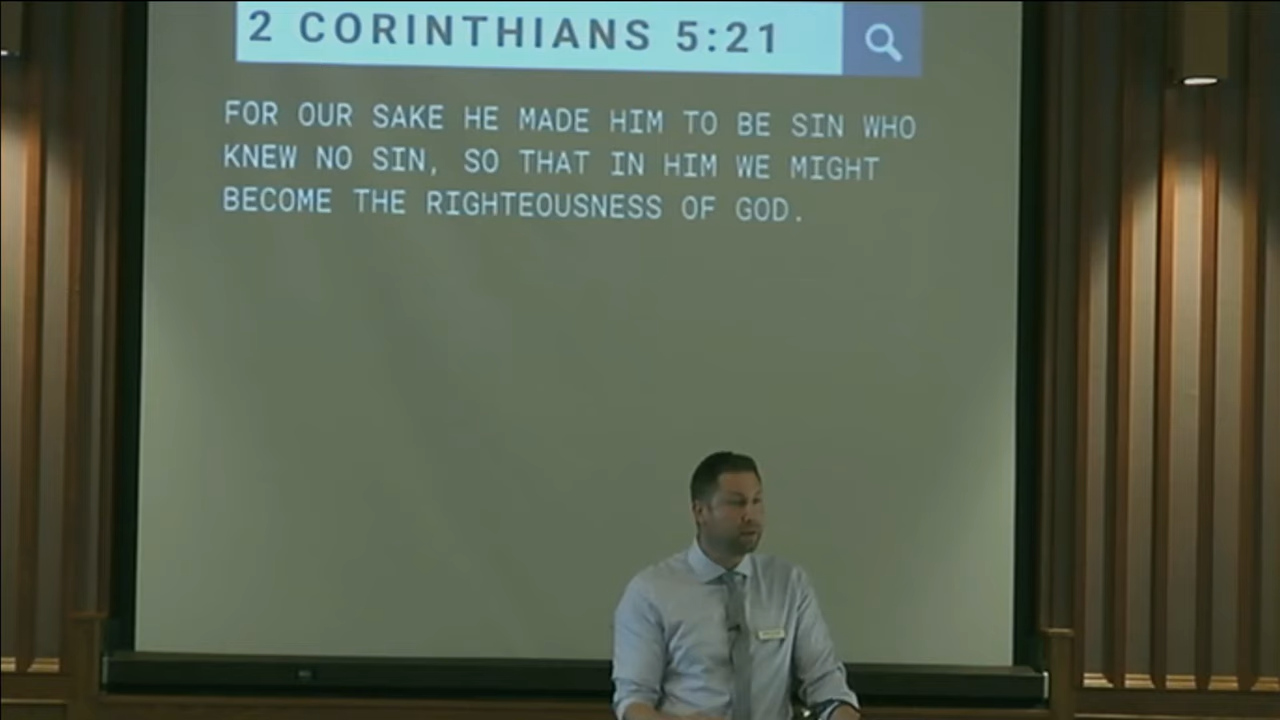 2 CORINTHIANS 5:21
FOR OUR SAKE HE MADE HIM TO BE SIN WHO
KNEW NO SIN, SO THAT IN HIM WE MIGHT
BECOME THE RIGHTEOUSNESS OF GOD.